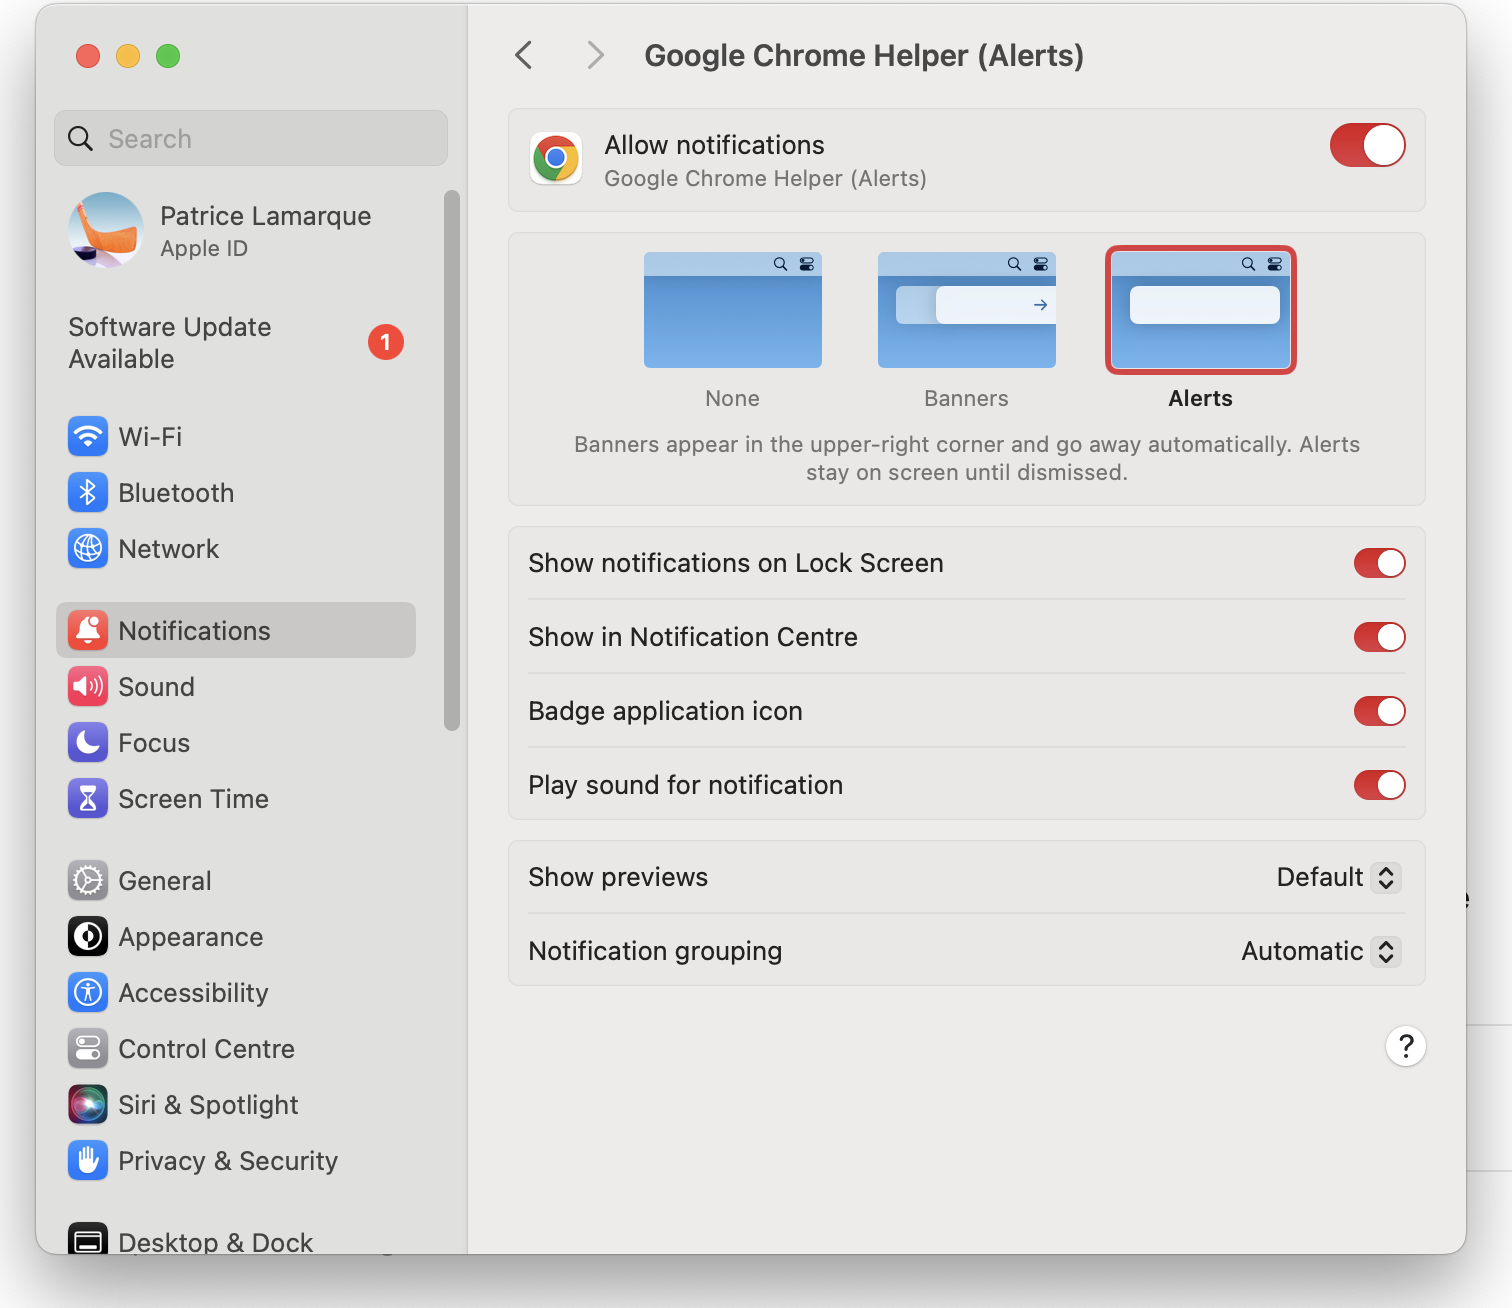 Google Chrome Helper (Alerts)
Search
Patrice Lamarque
Apple ID
Software Update
Available
1
Wi-Fi
Bluetooth
Network
Notifications
Sound
Focus
Screen Time
General
Appearance
Accessibility
Control Centre
Siri & Spotlight
Privacy & Security
Desktop & Dock
Allow notifications
Google Chrome Helper (Alerts)
None
Banners
Alerts
Banners appear in the upper-right corner and go away automatically. Alerts
stay on screen until dismissed.
Show notifications on Lock Screen
Show in Notification Centre
Badge application icon
Play sound for notification
Show previews
Default
Notification grouping
Automatic
?